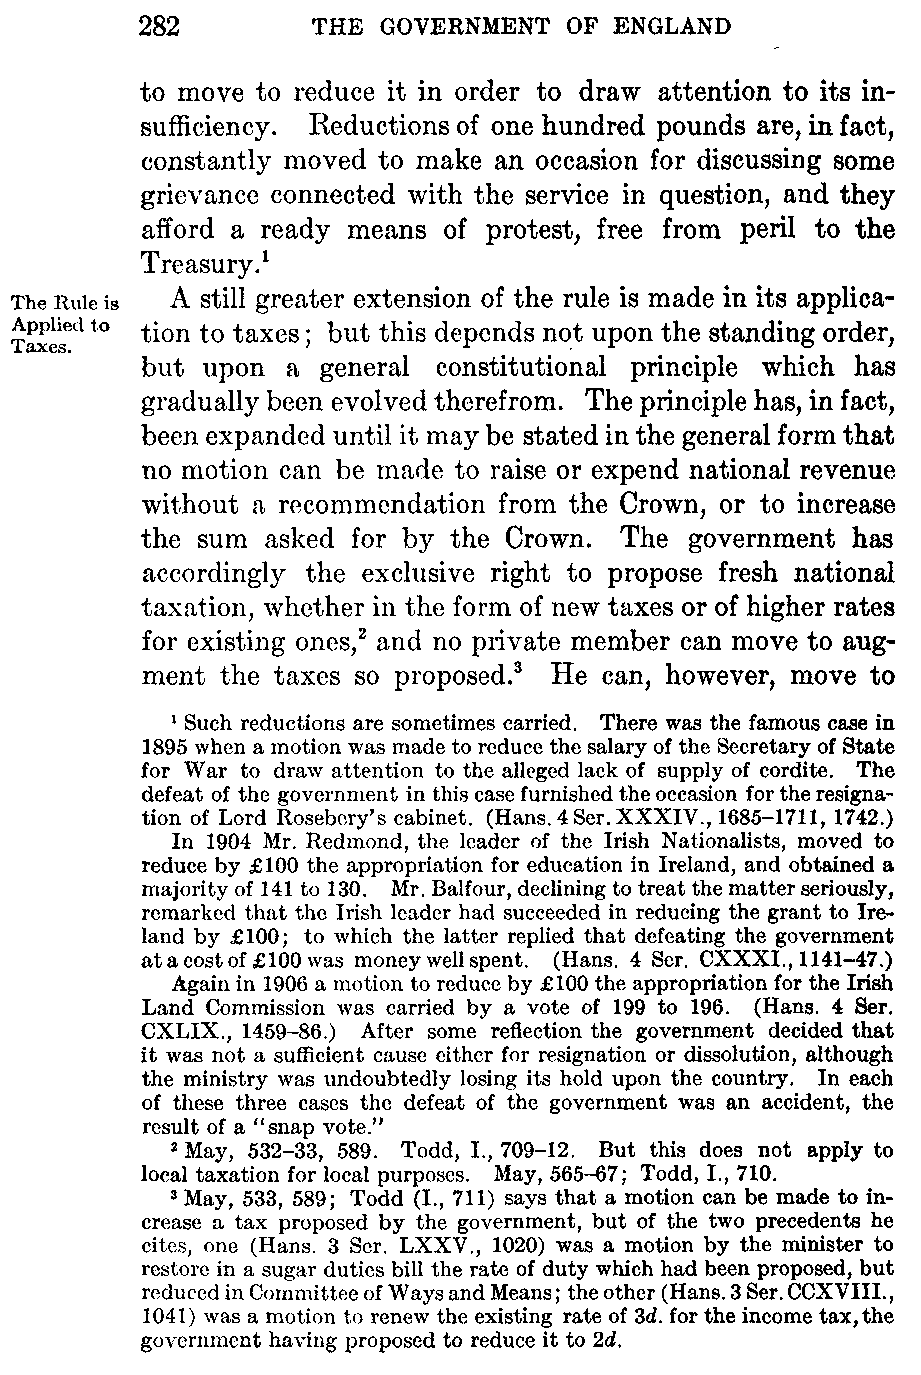 282 THE GOVERNMENT OF ENGLAND
to move to reduce it in order to draw attention to its in-
sufficiency. Reductions of one hundred pounds are, in fact,
constantly moved to make an occasion for discussing some
grievance connected with the service in question, and they
afford a ready means of protest, free from peril to the
Treasury.¹
The Rule is
Applied to
Taxes.
A still greater extension of the rule is made in its applica-
tion to taxes; but this depends not upon the standing order,
but upon a general constitutional principle which has
gradually been evolved therefrom. The principle has, in fact,
been expanded until it may be stated in the general form that
no motion can be made to raise or expend national revenue
without a recommendation from the Crown, or to increase
the sum asked for by the Crown. The government has
accordingly the exclusive right to propose fresh national
taxation, whether in the form of new taxes or of higher rates
for existing ones,² and no private member can move to aug-
ment the taxes so proposed.³ He can, however, move to
¹ Such reductions are sometimes carried. There was the famous case in
1895 when a motion was made to reduce the salary of the Secretary of State
for War to draw attention to the alleged lack of supply of cordite. The
defeat of the government in this case furnished the occasion for the resigna-
tion of Lord Rosebery's cabinet. (Hans. 4 Ser. XXXIV., 1685–1711, 1742.)
In 1904 Mr. Redmond, the leader of the Irish Nationalists, moved to
reduce by £100 the appropriation for education in Ireland, and obtained a
majority of 141 to 130. Mr. Balfour, declining to treat the matter seriously,
remarked that the Irish leader had succeeded in reducing the grant to Ire-
land by £100; to which the latter replied that defeating the government
at a cost of £100 was money well spent. (Hans. 4 Ser. CXXXI., 1141–47.)
Again in 1906 a motion to reduce by £100 the appropriation for the Irish
Land Commission was carried by a vote of 199 to 196. (Hans. 4 Ser.
CXLIX., 1459–86.) After some reflection the government decided that
it was not a sufficient cause either for resignation or dissolution, although
the ministry was undoubtedly losing its hold upon the country. In each
of these three cases the defeat of the government was an accident, the
result of a "snap vote."
² May, 532–33, 589. Todd, I., 709–12. But this does not apply to
local taxation for local purposes. May, 565–67; Todd, I., 710.
³ May, 533, 589; Todd (I., 711) says that a motion can be made to in-
crease a tax proposed by the government, but of the two precedents he
cites, one (Hans. 3 Ser. LXXV., 1020) was a motion by the minister to
restore in a sugar duties bill the rate of duty which had been proposed, but
reduced in Committee of Ways and Means; the other (Hans. 3 Ser. CCXVIII.,
1041) was a motion to renew the existing rate of 3d. for the income tax, the
government having proposed to reduce it to 2d.